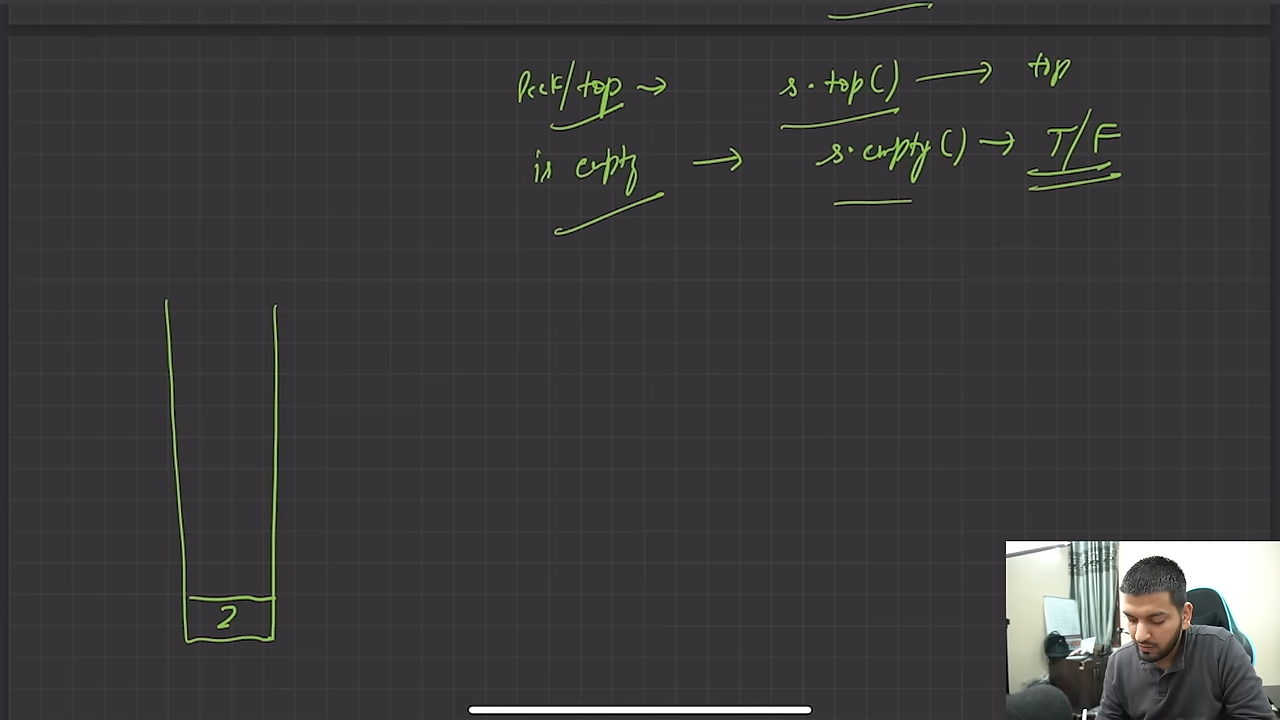 Peek/top → s.top() → top
is empty → s.empty() → T/F
2